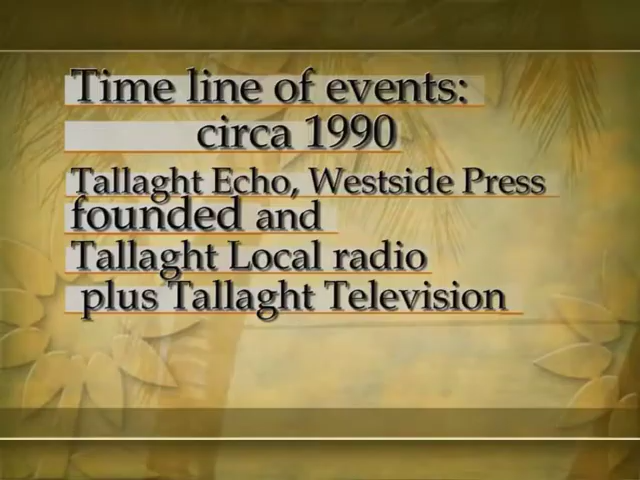 Time line of events:
circa 1990
Tallaght Echo, Westside Press
founded and
Tallaght Local radio
plus Tallaght Television